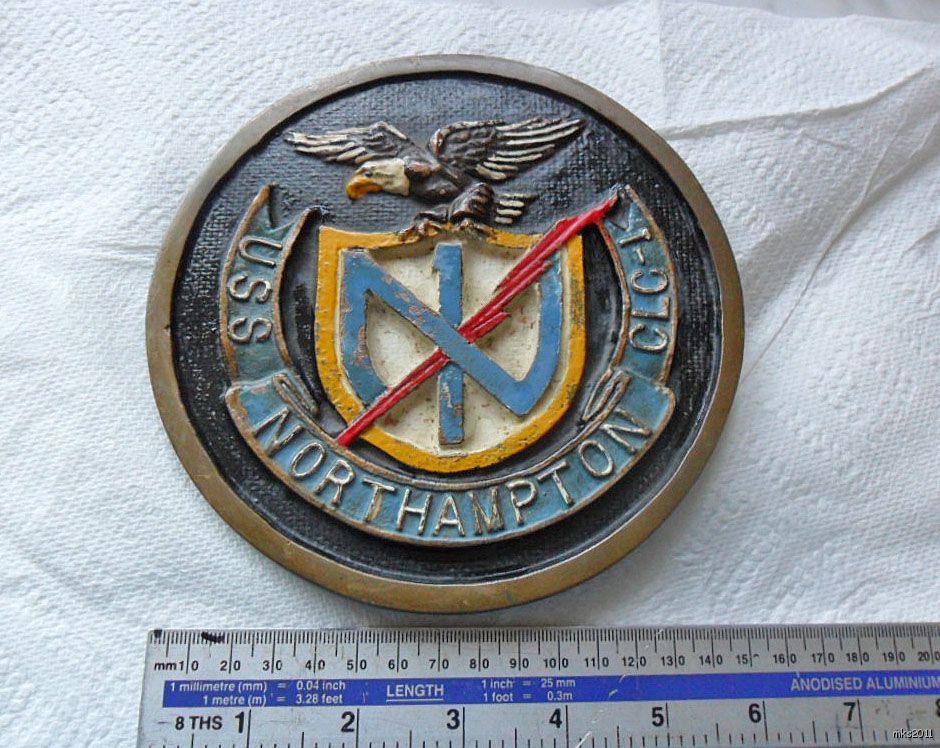 USS
NORTHAMPTON
CLC-1
N1
mm 10 20 30 40 50 60 70 80 90 100 110 120 130 140 150 160 170 180 190 200
1 millimetre (mm) = 0.04 inch
1 metre (m) = 3.28 feet
LENGTH
1 inch = 25 mm
1 foot = 0.3m
ANODISED ALUMINIUM
8 THS 1 2 3 4 5 6 7 8
mks2011